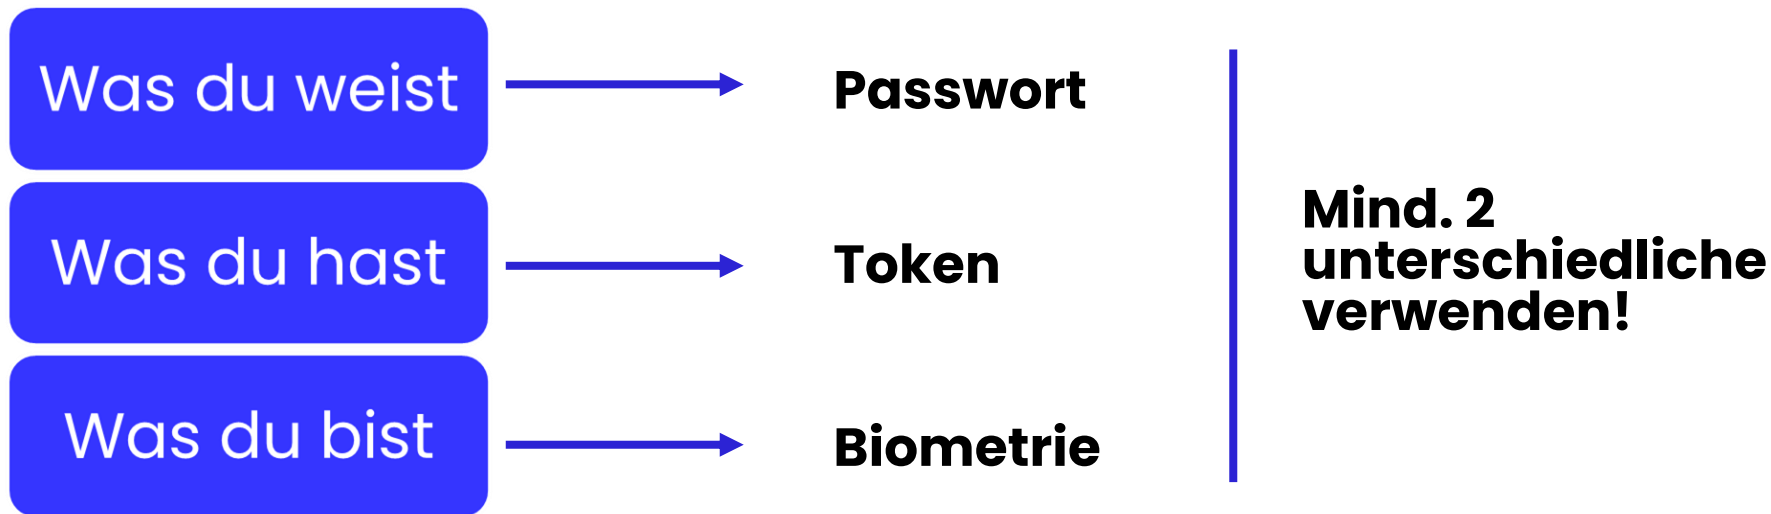 Was du weist
Passwort
Was du hast
Token
Was du bist
Biometrie
Mind. 2
unterschiedliche
verwenden!